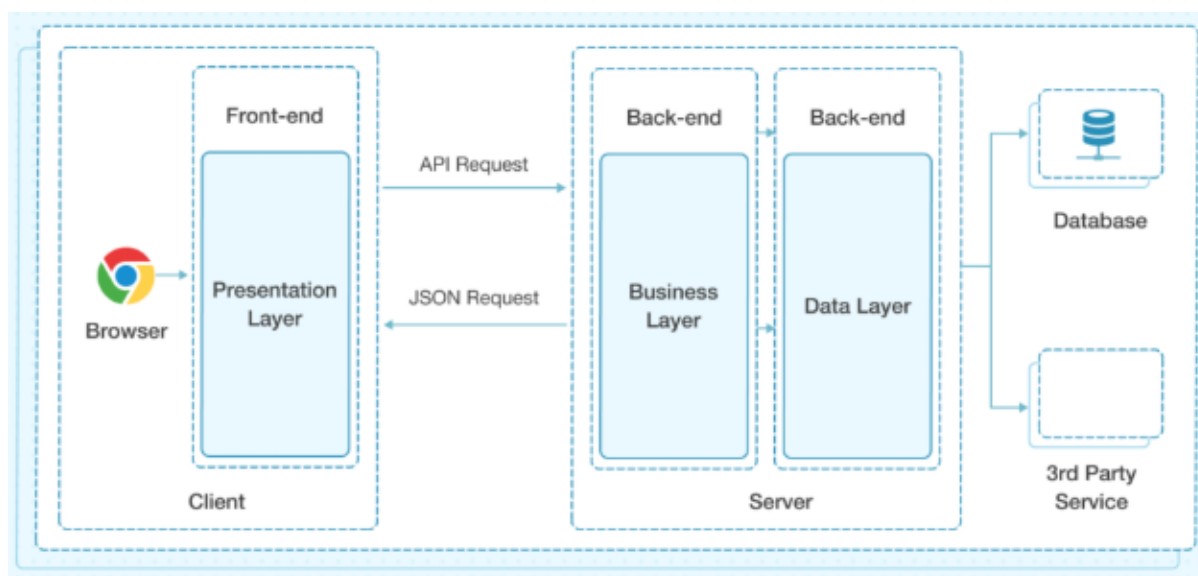 Front-end
Presentation
Layer
Browser
Client
API Request
JSON Request
Back-end
Business
Layer
Back-end
Data Layer
Server
Database
3rd Party
Service